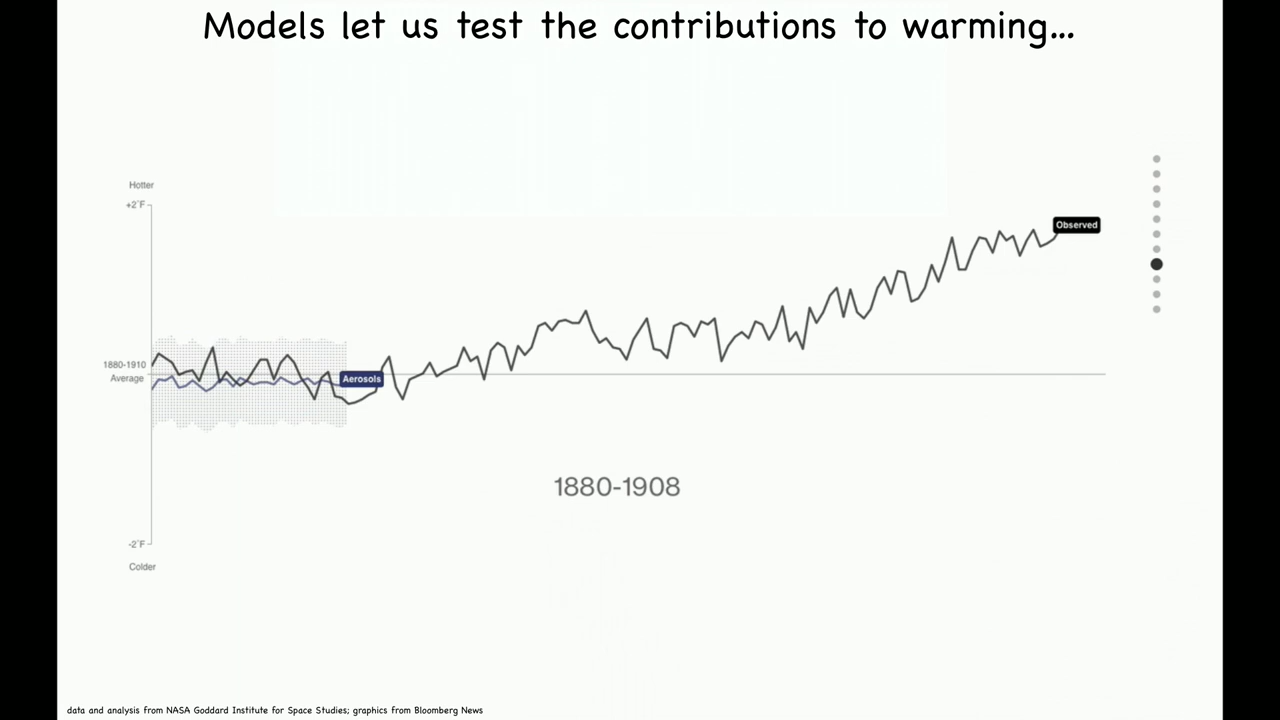 Models let us test the contributions to warming...
Hotter
+2°F
Observed
1880-1910
Average
Aerosols
1880-1908
-2°F
Colder
data and analysis from NASA Goddard Institute for Space Studies; graphics from Bloomberg News